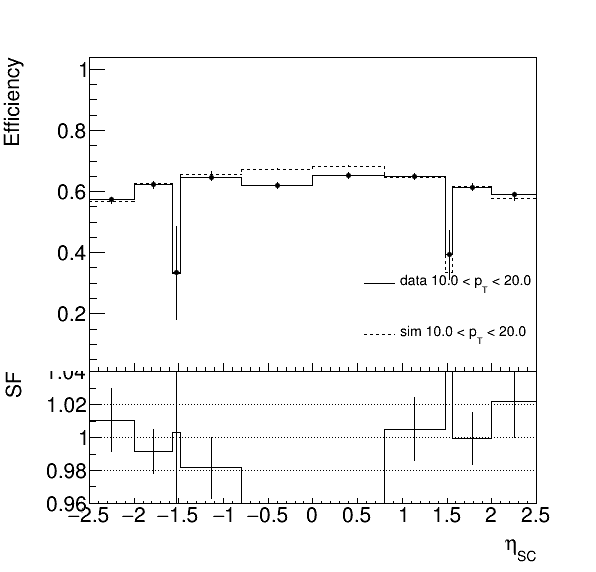 Efficiency
1
0.8
0.6
0.4
0.2
data 10.0 < p_T < 20.0
sim 10.0 < p_T < 20.0
SF
1.04
1.02
1
0.98
0.96
−2.5 −2 −1.5 −1 −0.5 0 0.5 1 1.5 2 2.5
η_SC